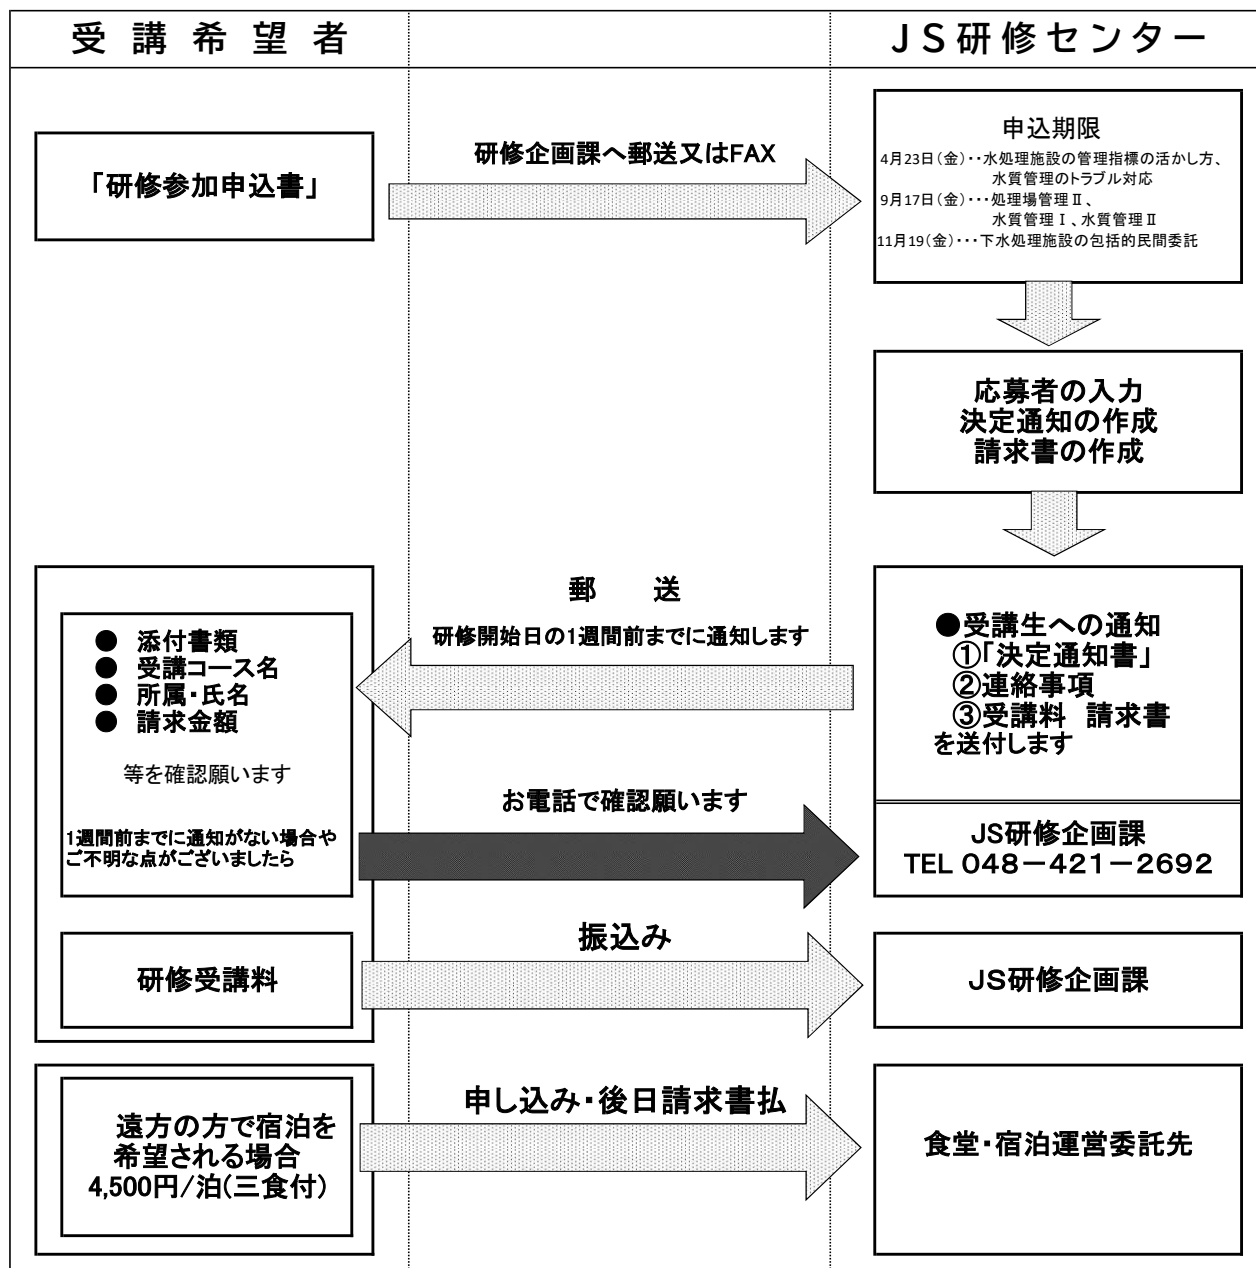 受講希望者
JS研修センター
「研修参加申込書」
研修企画課へ郵送又はFAX
申込期限
4月23日(金)・・水処理施設の管理指標の活かし方、
水質管理のトラブル対応
9月17日(金)・・・処理場管理Ⅱ、
水質管理Ⅰ、水質管理Ⅱ
11月19(金)・・・下水処理施設の包括的民間委託
応募者の入力
決定通知の作成
請求書の作成
郵 送
研修開始日の1週間前までに通知します
● 添付書類
● 受講コース名
● 所属・氏名
● 請求金額
等を確認願います
1週間前までに通知がない場合や
ご不明な点がございましたら
●受講生への通知
①「決定通知書」
②連絡事項
③受講料 請求書
を送付します
お電話で確認願います
JS研修企画課
TEL 048-421-2692
研修受講料
振込み
JS研修企画課
遠方の方で宿泊を
希望される場合
4,500円/泊(三食付)
申し込み・後日請求書払
食堂・宿泊運営委託先